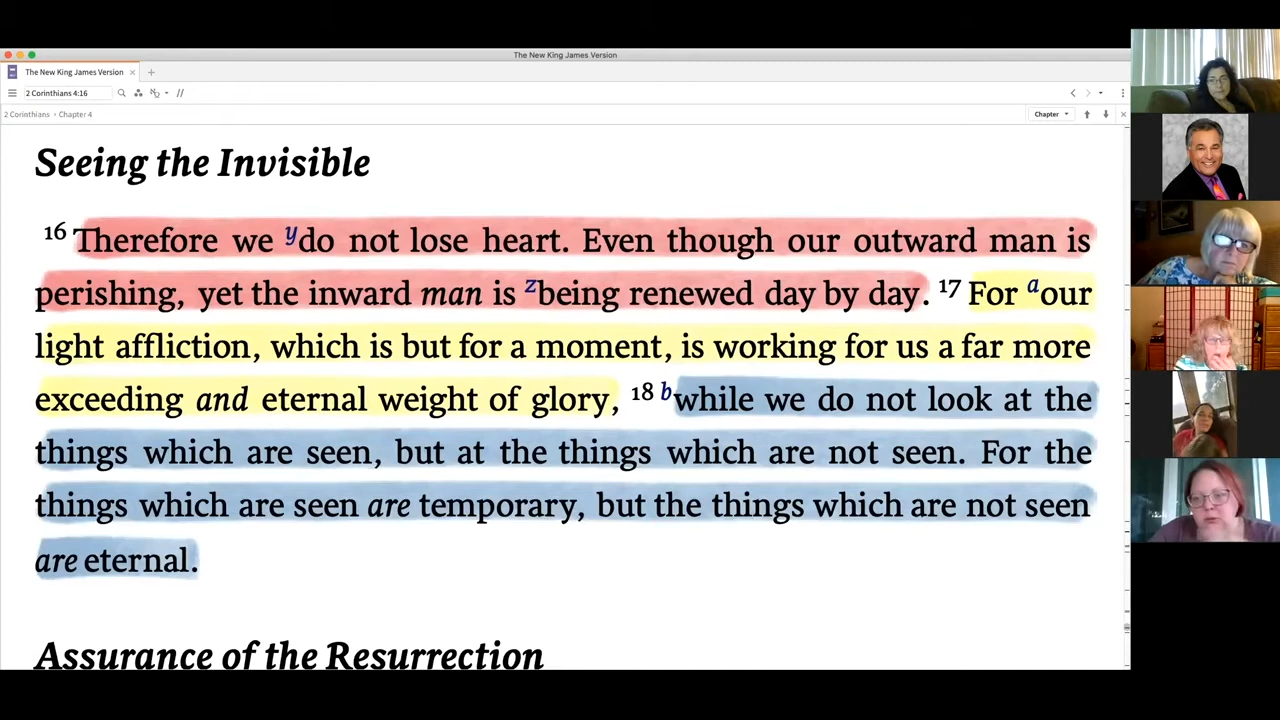 The New King James Version
The New King James Version
2 Corinthians 4:16
2 Corinthians › Chapter 4
Chapter
Seeing the Invisible
16 Therefore we y do not lose heart. Even though our outward man is
perishing, yet the inward man is z being renewed day by day. 17 For a our
light affliction, which is but for a moment, is working for us a far more
exceeding and eternal weight of glory, 18 b while we do not look at the
things which are seen, but at the things which are not seen. For the
things which are seen are temporary, but the things which are not seen
are eternal.
Assurance of the Resurrection